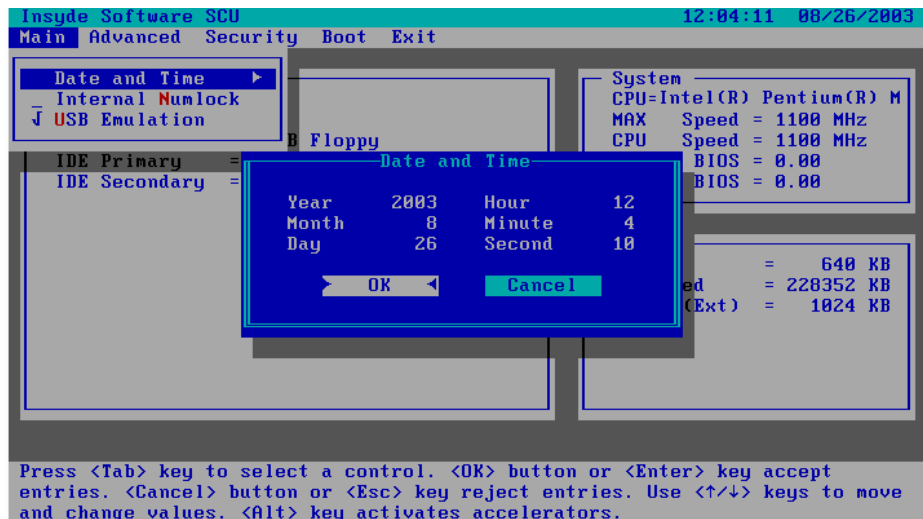 Insyde Software SCU 12:04:11 08/26/2003
Main Advanced Security Boot Exit
Date and Time
_ Internal Numlock
√ USB Emulation
B Floppy
IDE Primary =
IDE Secondary =
System
CPU=Intel(R) Pentium(R) M
MAX Speed = 1100 MHz
CPU Speed = 1100 MHz
BIOS = 0.00
BIOS = 0.00
Date and Time
Year 2003 Hour 12
Month 8 Minute 4
Day 26 Second 10
OK Cancel
= 640 KB
ed = 228352 KB
(Ext) = 1024 KB
Press <Tab> key to select a control. <OK> button or <Enter> key accept
entries. <Cancel> button or <Esc> key reject entries. Use <↑/↓> keys to move
and change values. <Alt> key activates accelerators.